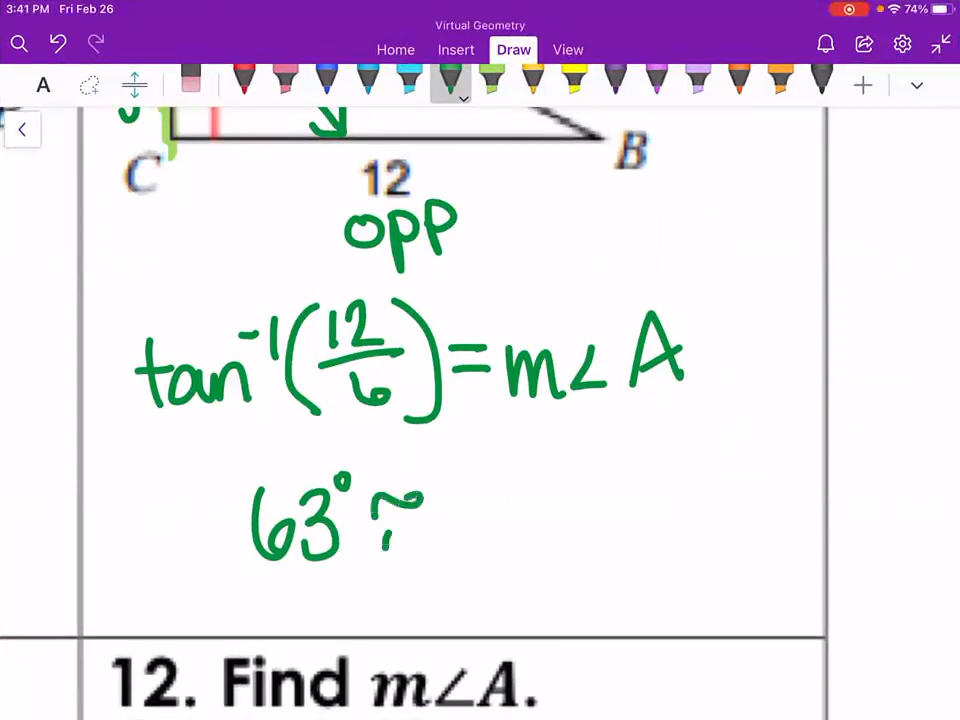 3:41 PM Fri Feb 26
74%
Virtual Geometry
Home Insert Draw View
A
C
B
12
opp
tan⁻¹(12/6) = m∠ A
63°
12. Find m∠A.